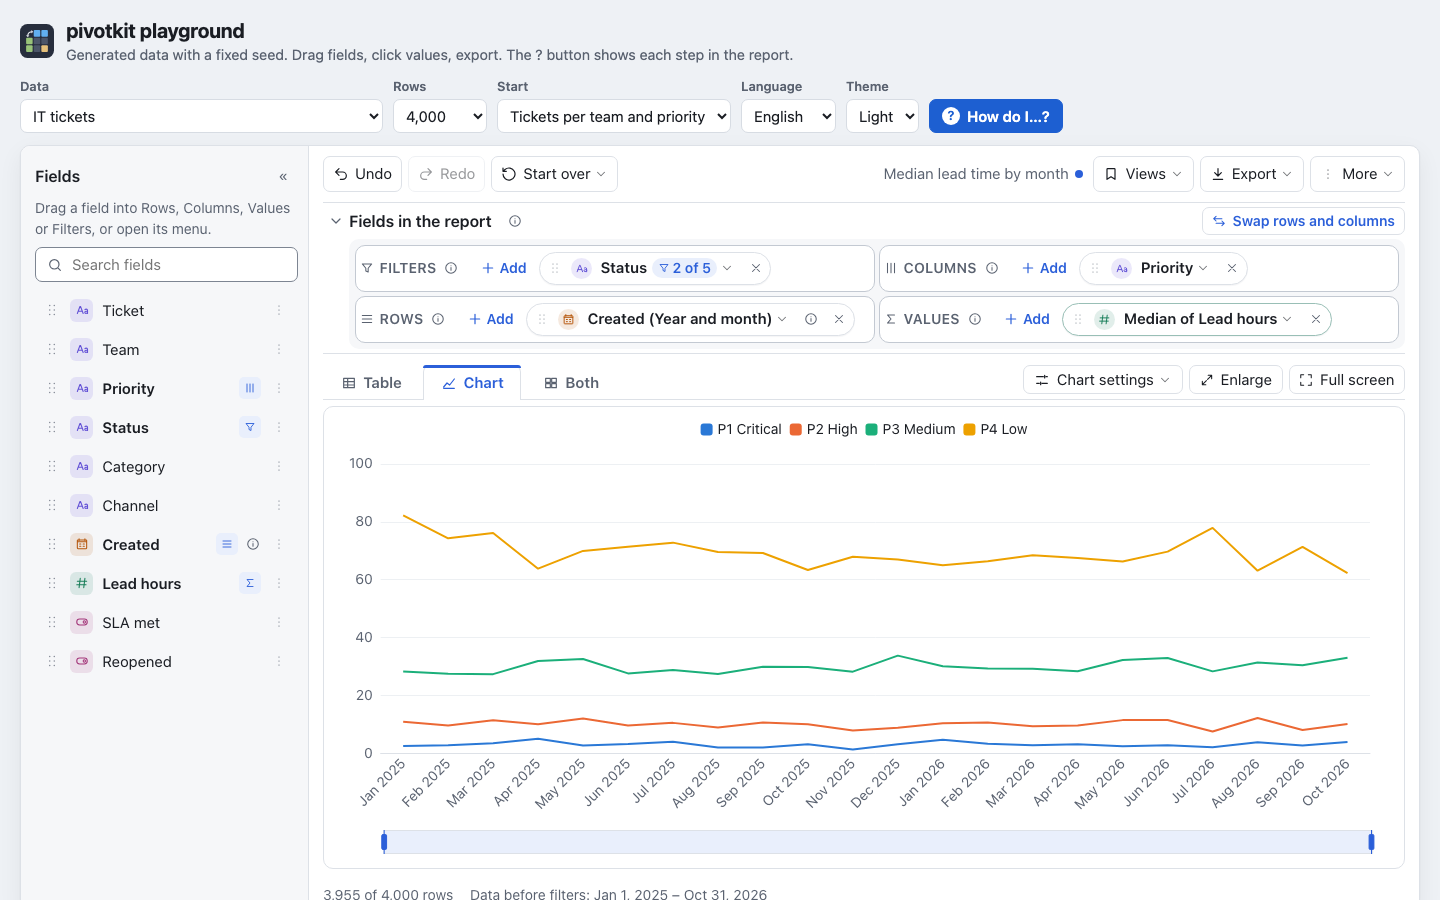 pivotkit playground
Generated data with a fixed seed. Drag fields, click values, export. The ? button shows each step in the report.
Data
Rows
Start
Language
Theme
IT tickets
4,000
Tickets per team and priority
English
Light
? How do I...?
Fields
«
Drag a field into Rows, Columns, Values
or Filters, or open its menu.
Search fields
Aa Ticket
Aa Team
Aa Priority
Aa Status
Aa Category
Aa Channel
Created
# Lead hours Σ
SLA met
Reopened
Undo
Redo
Start over
Median lead time by month
Views
Export
More
Fields in the report
Swap rows and columns
FILTERS
+ Add
Aa Status 2 of 5
COLUMNS
+ Add
Aa Priority
ROWS
+ Add
Created (Year and month)
Σ VALUES
+ Add
# Median of Lead hours
Table
Chart
Both
Chart settings
Enlarge
Full screen
P1 Critical
P2 High
P3 Medium
P4 Low
100
80
60
40
20
0
Jan 2025
Feb 2025
Mar 2025
Apr 2025
May 2025
Jun 2025
Jul 2025
Aug 2025
Sep 2025
Oct 2025
Nov 2025
Dec 2025
Jan 2026
Feb 2026
Mar 2026
Apr 2026
May 2026
Jun 2026
Jul 2026
Aug 2026
Sep 2026
Oct 2026
3,955 of 4,000 rows
Data before filters: Jan 1, 2025 – Oct 31, 2026